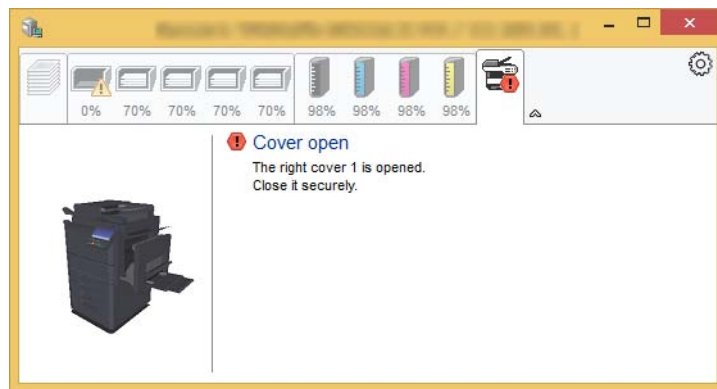 0% 70% 70% 70% 70% 98% 98% 98% 98%
Cover open
The right cover 1 is opened.
Close it securely.